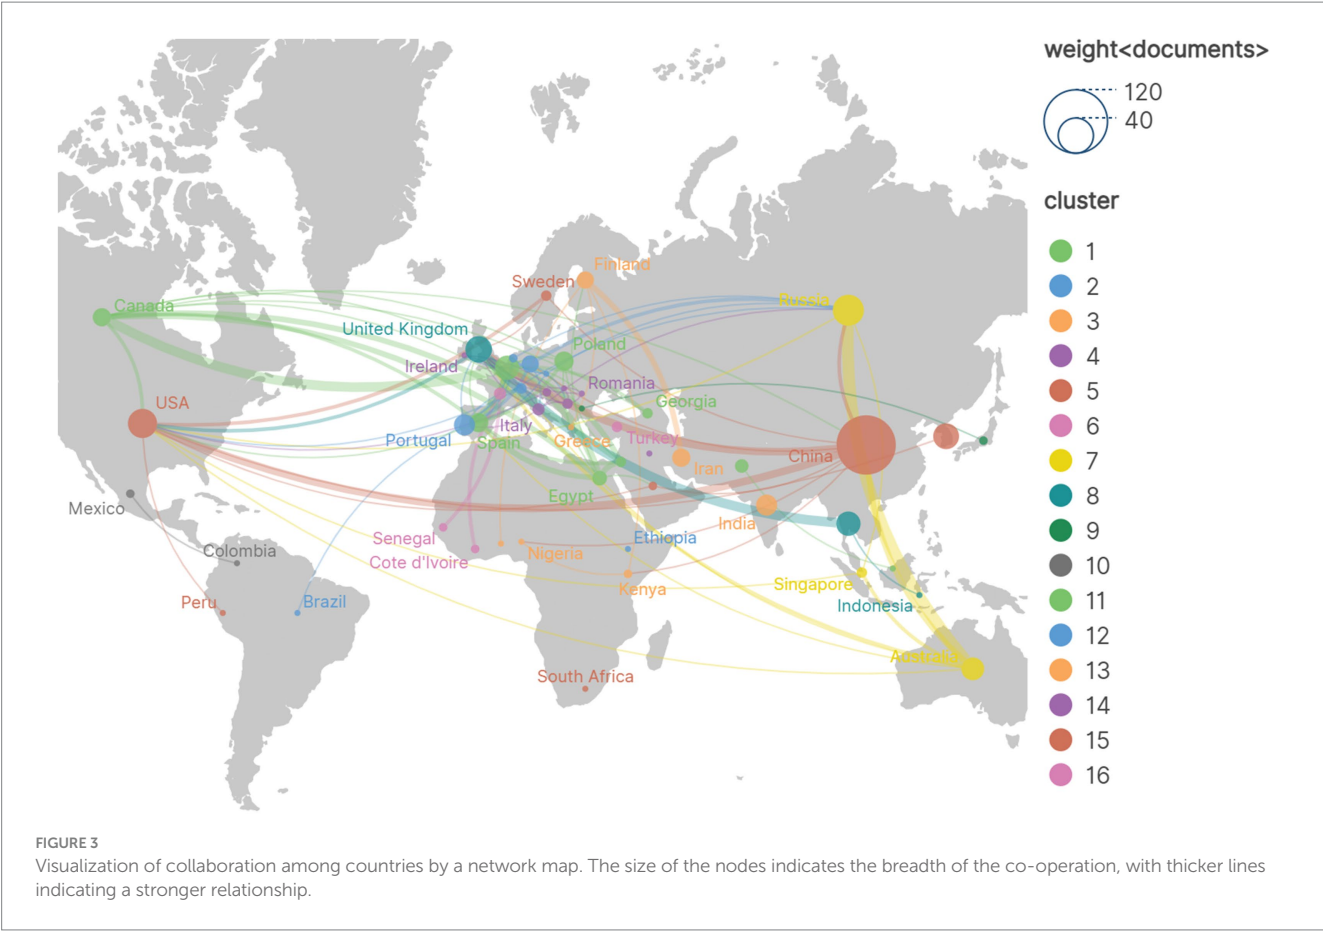 weight<documents>
120
40
cluster
1
2
3
4
5
6
7
8
9
10
11
12
13
14
15
16
Finland
Sweden
Canada
Russia
United Kingdom
Poland
Ireland
Romania
USA
Georgia
Italy
Portugal
Spain
Greece
Turkey
China
Iran
Egypt
Mexico
India
Senegal
Ethiopia
Colombia
Nigeria
Cote d'Ivoire
Kenya
Singapore
Peru
Brazil
Indonesia
Australia
South Africa
FIGURE 3
Visualization of collaboration among countries by a network map. The size of the nodes indicates the breadth of the co-operation, with thicker lines
indicating a stronger relationship.